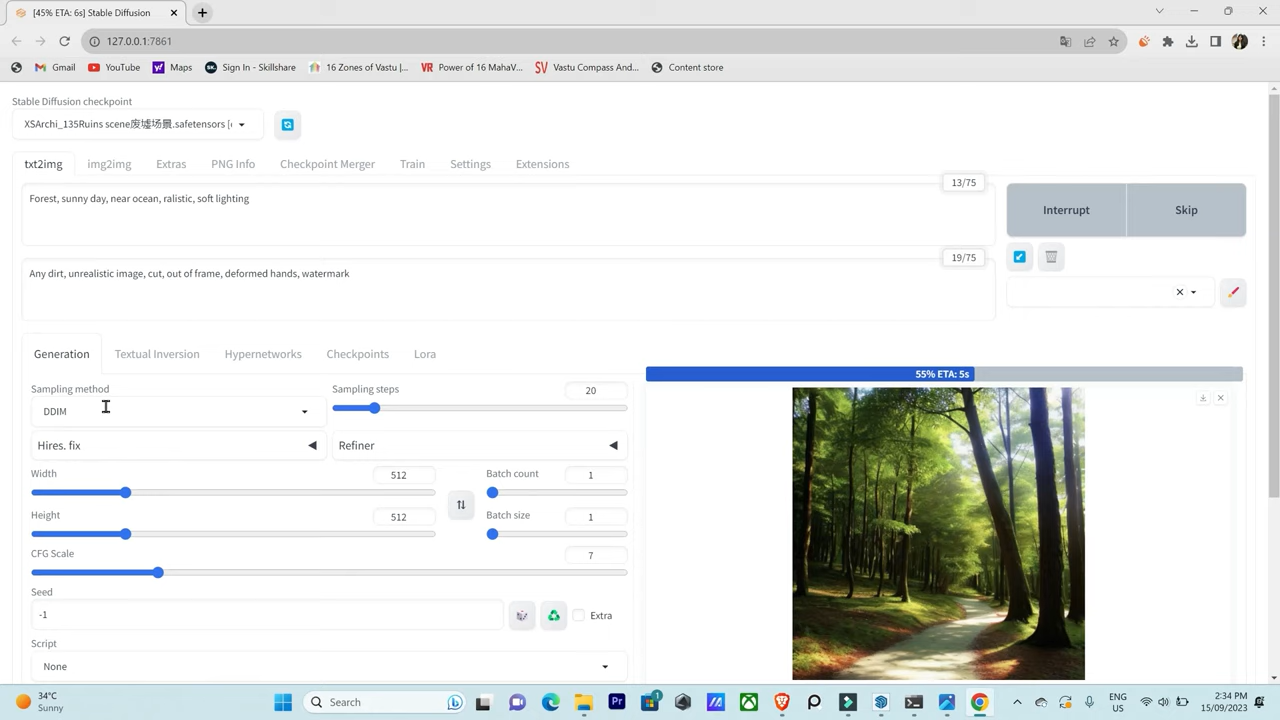 [45% ETA: 6s] Stable Diffusion
127.0.0.1:7861
Gmail
YouTube
Maps
Sign In - Skillshare
16 Zones of Vastu |...
Power of 16 MahaV...
Vastu Compass And...
Content store
Stable Diffusion checkpoint
XSArchi_135Ruins scene废墟场景.safetensors [
txt2img
img2img
Extras
PNG Info
Checkpoint Merger
Train
Settings
Extensions
13/75
Forest, sunny day, near ocean, ralistic, soft lighting
Interrupt
Skip
19/75
Any dirt, unrealistic image, cut, out of frame, deformed hands, watermark
Generation
Textual Inversion
Hypernetworks
Checkpoints
Lora
55% ETA: 5s
Sampling method
DDIM
Sampling steps
20
Hires. fix
Refiner
Width
512
Batch count
1
Height
512
Batch size
1
CFG Scale
7
Seed
-1
Extra
Script
None
34°C
Sunny
Search
ENG
US
2:34 PM
15/09/2023